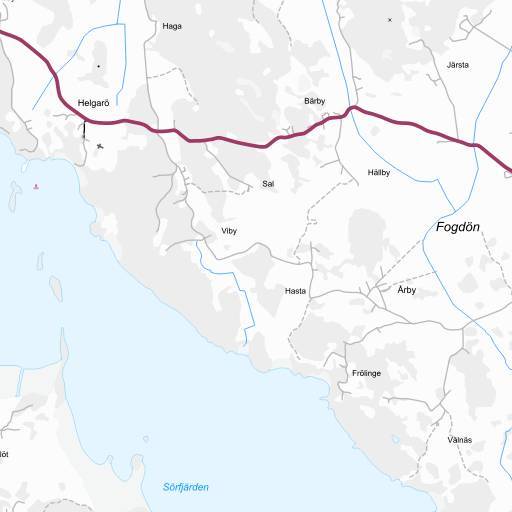 Haga
Järsta
Helgarö
Bärby
Hällby
Sal
Fogdön
Viby
Hasta
Årby
Frölinge
Välnäs
Sörfjärden